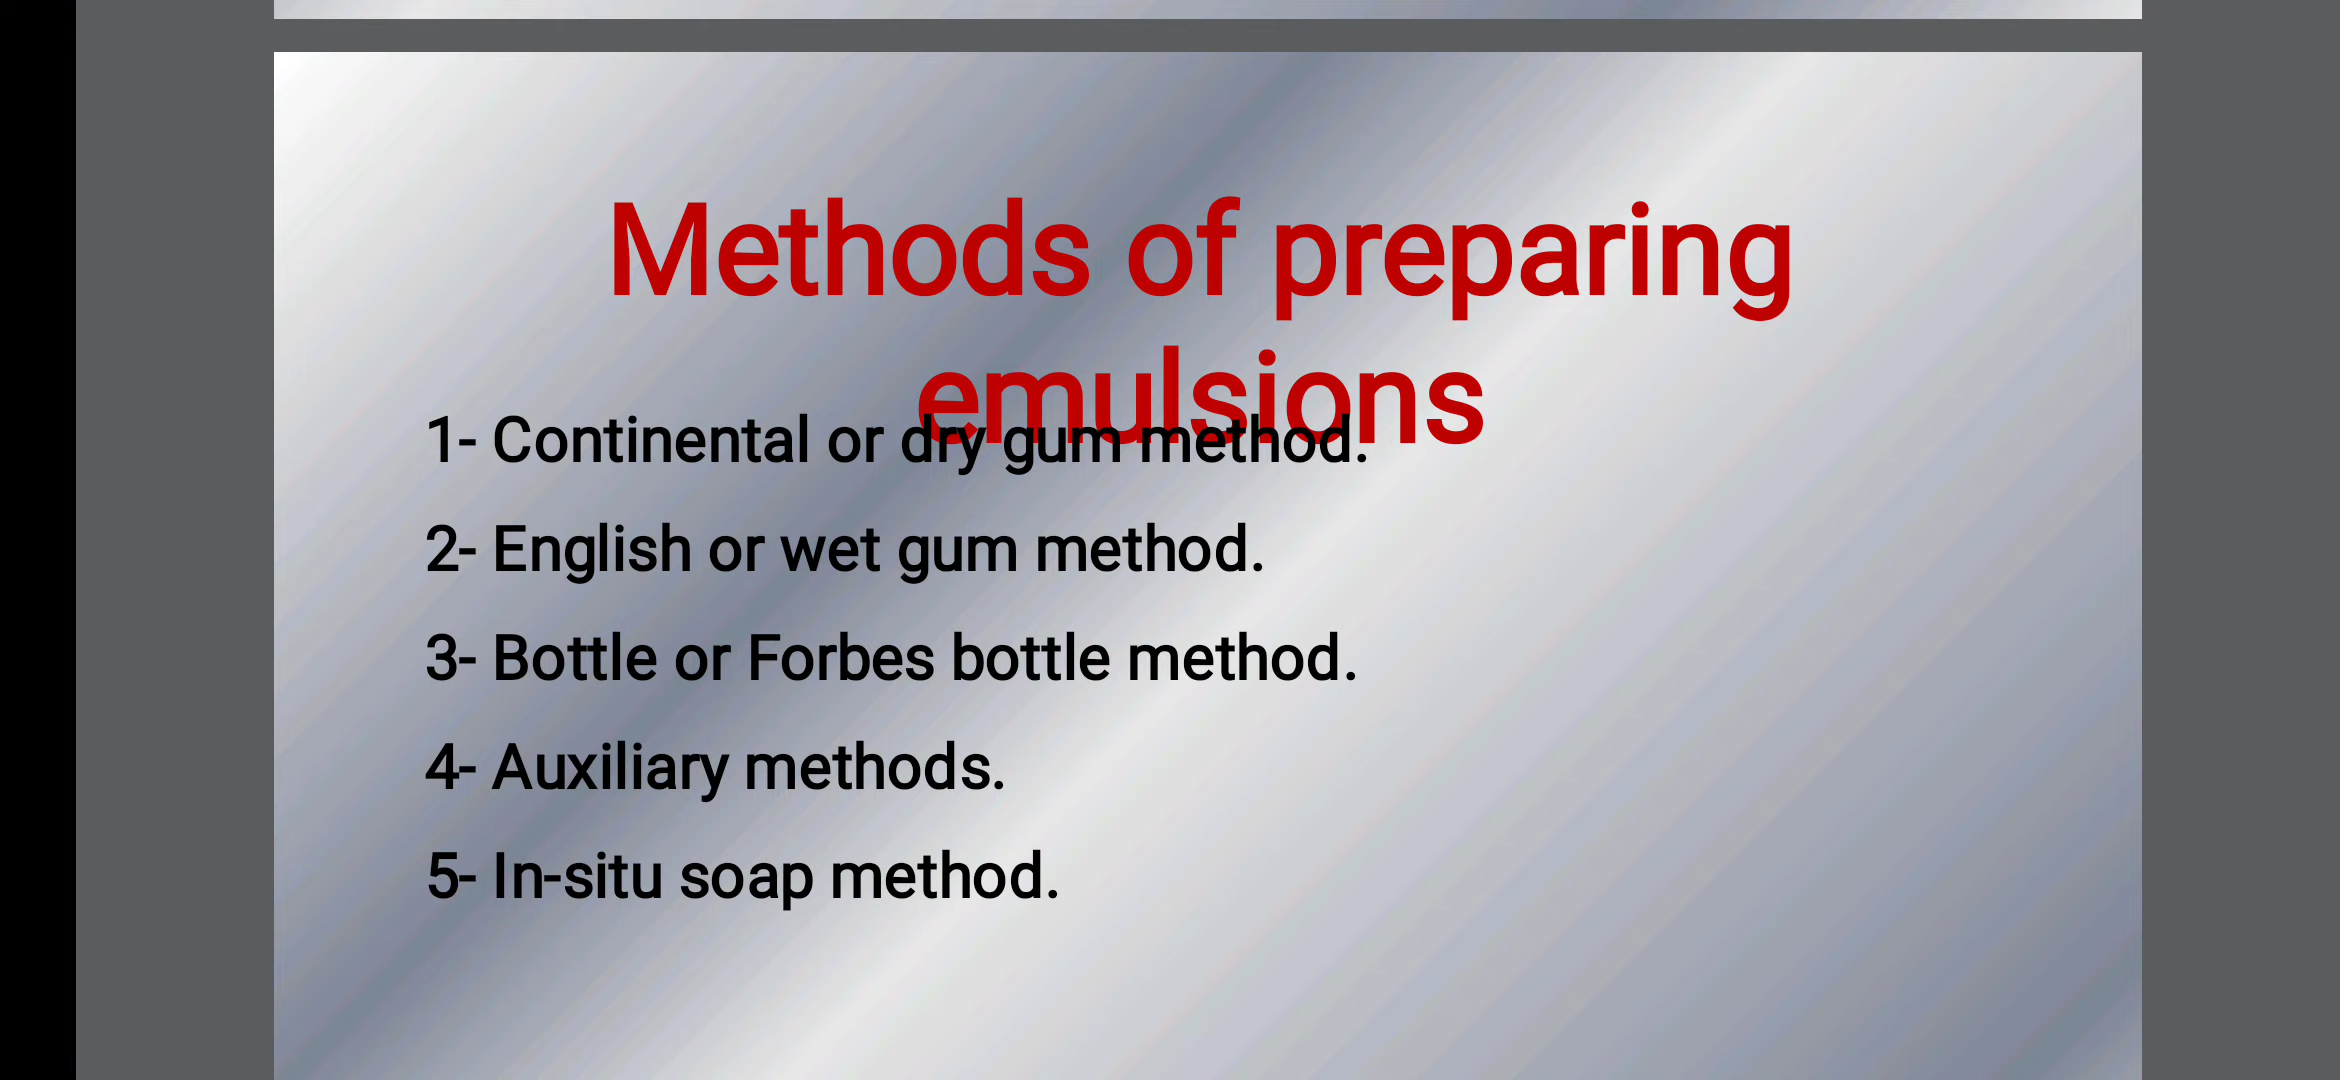 Methods of preparing
emulsions
1- Continental or dry gum method.
2- English or wet gum method.
3- Bottle or Forbes bottle method.
4- Auxiliary methods.
5- In-situ soap method.